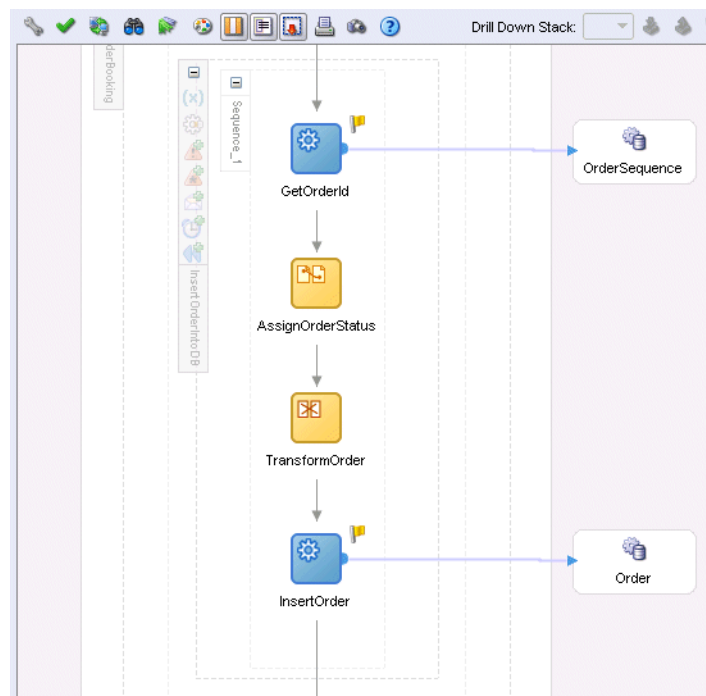 Drill Down Stack:
derBooking
Sequence_1
GetOrderId
OrderSequence
InsertOrderIntoDB
AssignOrderStatus
TransformOrder
InsertOrder
Order